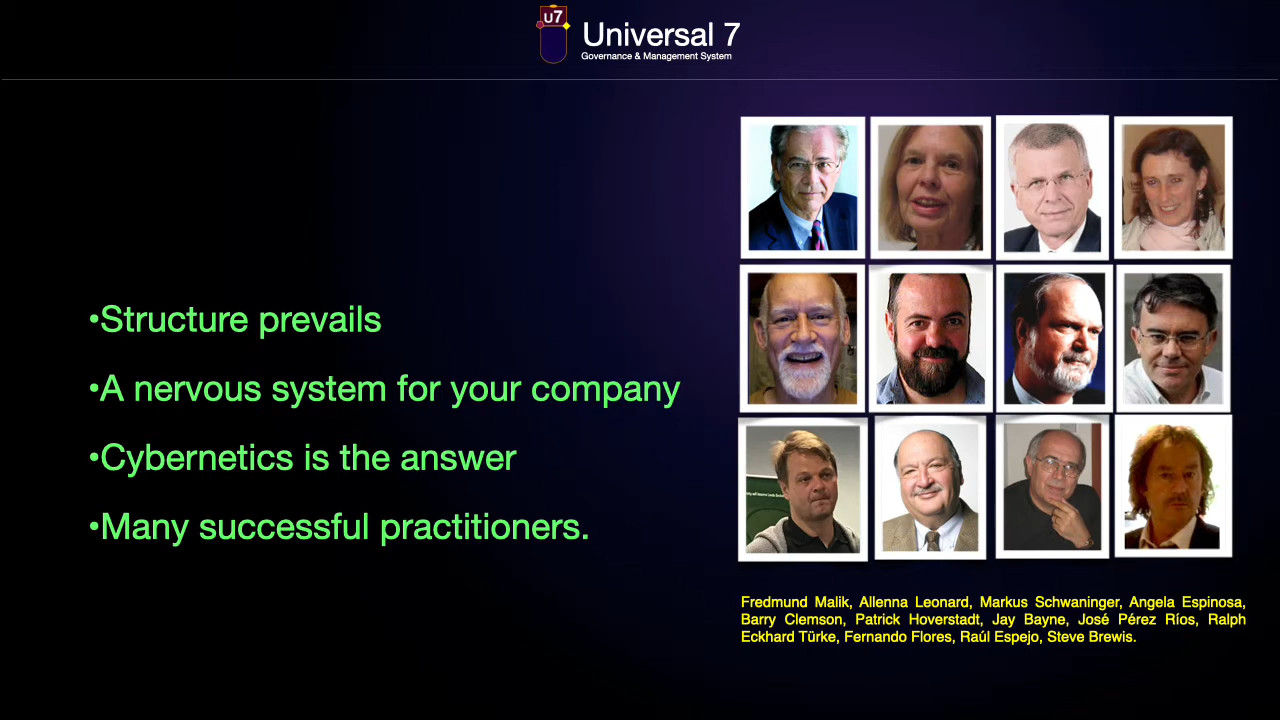 U7
Universal 7
Governance & Management System
•Structure prevails
•A nervous system for your company
•Cybernetics is the answer
•Many successful practitioners.
Fredmund Malik, Allenna Leonard, Markus Schwaninger, Angela Espinosa,
Barry Clemson, Patrick Hoverstadt, Jay Bayne, José Pérez Ríos, Ralph
Eckhard Türke, Fernando Flores, Raúl Espejo, Steve Brewis.